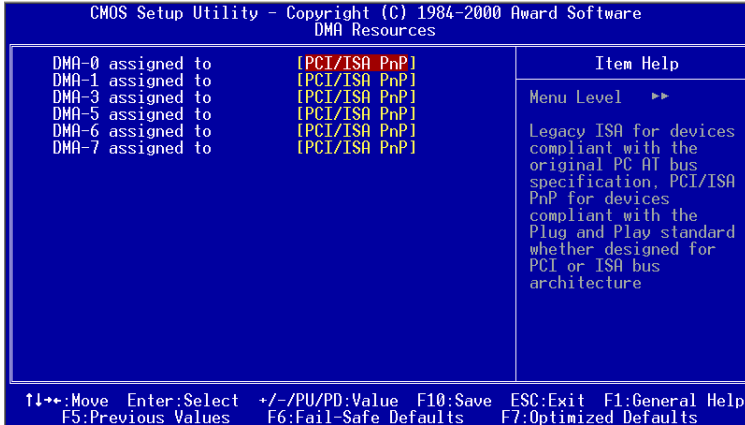 CMOS Setup Utility - Copyright (C) 1984-2000 Award Software
DMA Resources
DMA-0 assigned to [PCI/ISA PnP]
DMA-1 assigned to [PCI/ISA PnP]
DMA-3 assigned to [PCI/ISA PnP]
DMA-5 assigned to [PCI/ISA PnP]
DMA-6 assigned to [PCI/ISA PnP]
DMA-7 assigned to [PCI/ISA PnP]
Item Help
Menu Level ►►
Legacy ISA for devices
compliant with the
original PC AT bus
specification, PCI/ISA
PnP for devices
compliant with the
Plug and Play standard
whether designed for
PCI or ISA bus
architecture
↑↓→←:Move Enter:Select +/-/PU/PD:Value F10:Save ESC:Exit F1:General Help
F5:Previous Values F6:Fail-Safe Defaults F7:Optimized Defaults